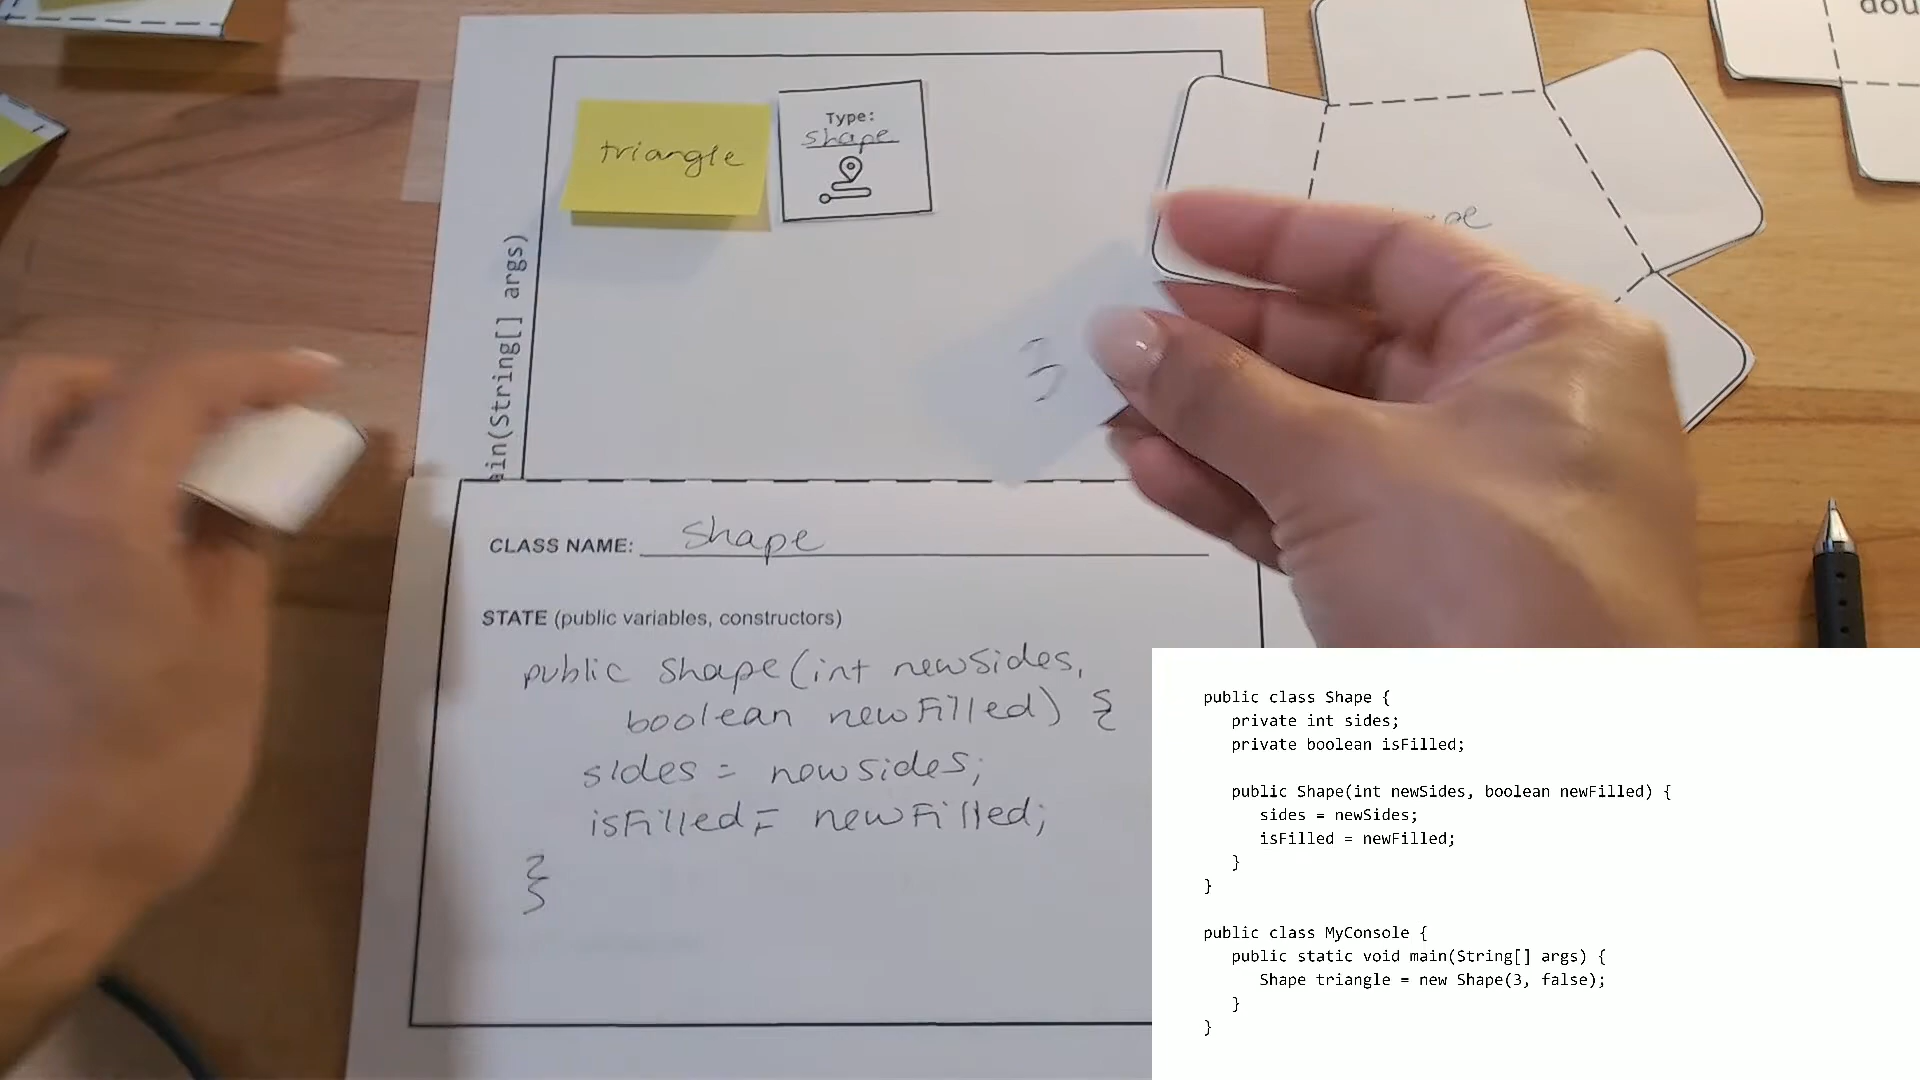 dou
triangle
Type:
shape
ain(String[] args)
3
CLASS NAME: Shape
STATE (public variables, constructors)
public Shape(int newSides,
boolean newFilled) {
sides = newSides;
isFilled = newFilled;
}
public class Shape {
private int sides;
private boolean isFilled;
public Shape(int newSides, boolean newFilled) {
sides = newSides;
isFilled = newFilled;
}
}
public class MyConsole {
public static void main(String[] args) {
Shape triangle = new Shape(3, false);
}
}